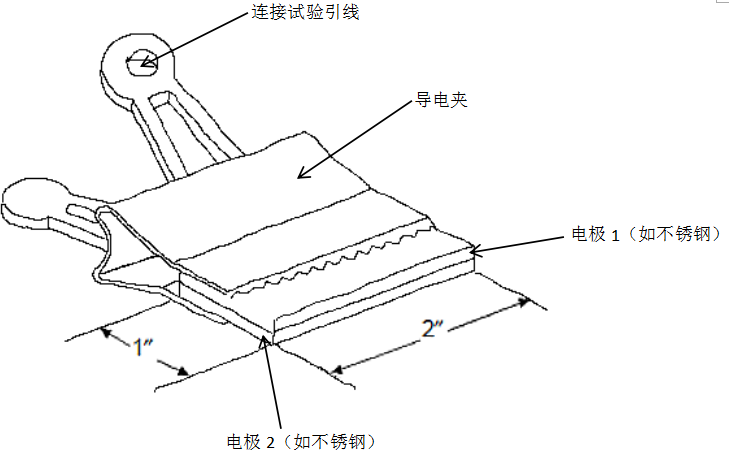 连接试验引线
导电夹
电极 1（如不锈钢）
2″
1″
电极 2（如不锈钢）